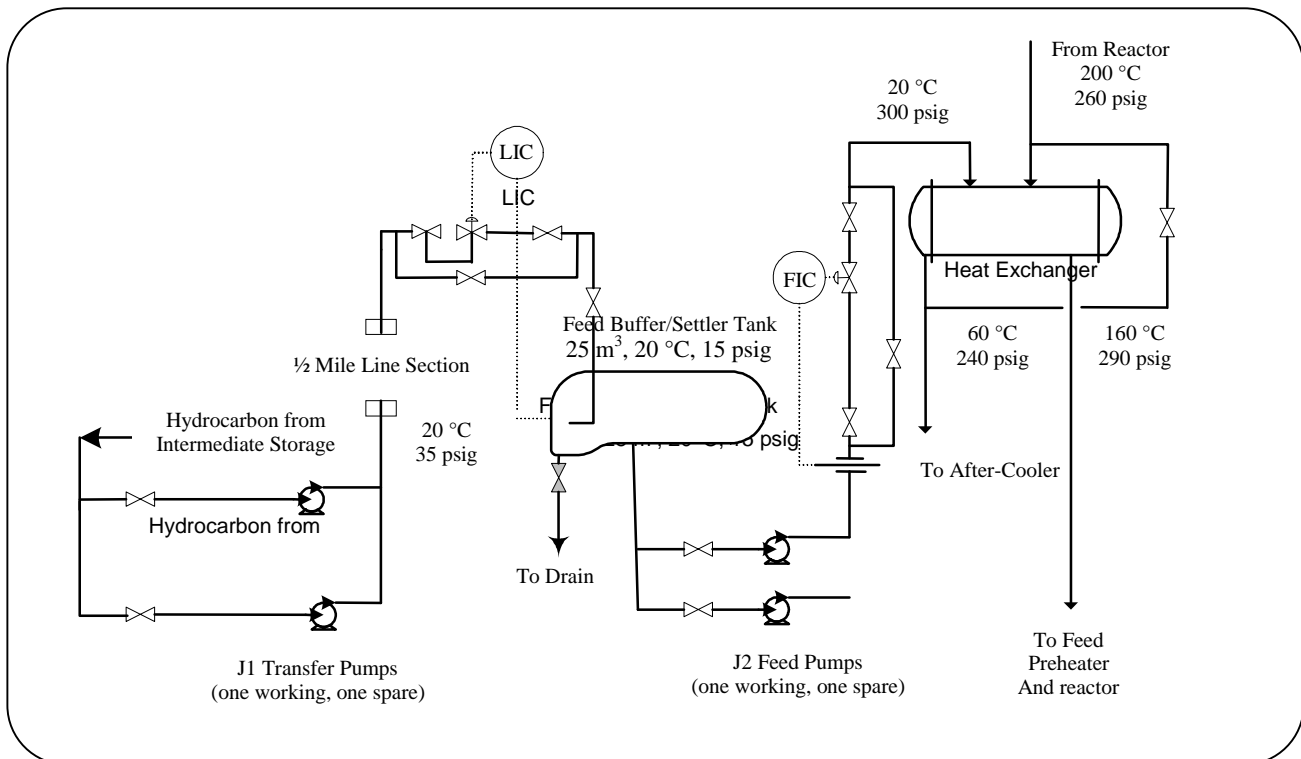 From Reactor
200 °C
260 psig
20 °C
300 psig
LIC
LIC
Heat Exchanger
FIC
Feed Buffer/Settler Tank
25 m³, 20 °C, 15 psig
60 °C
240 psig
160 °C
290 psig
½ Mile Line Section
Hydrocarbon from
Intermediate Storage
20 °C
35 psig
To After-Cooler
Hydrocarbon from
To Drain
J1 Transfer Pumps
(one working, one spare)
J2 Feed Pumps
(one working, one spare)
To Feed
Preheater
And reactor